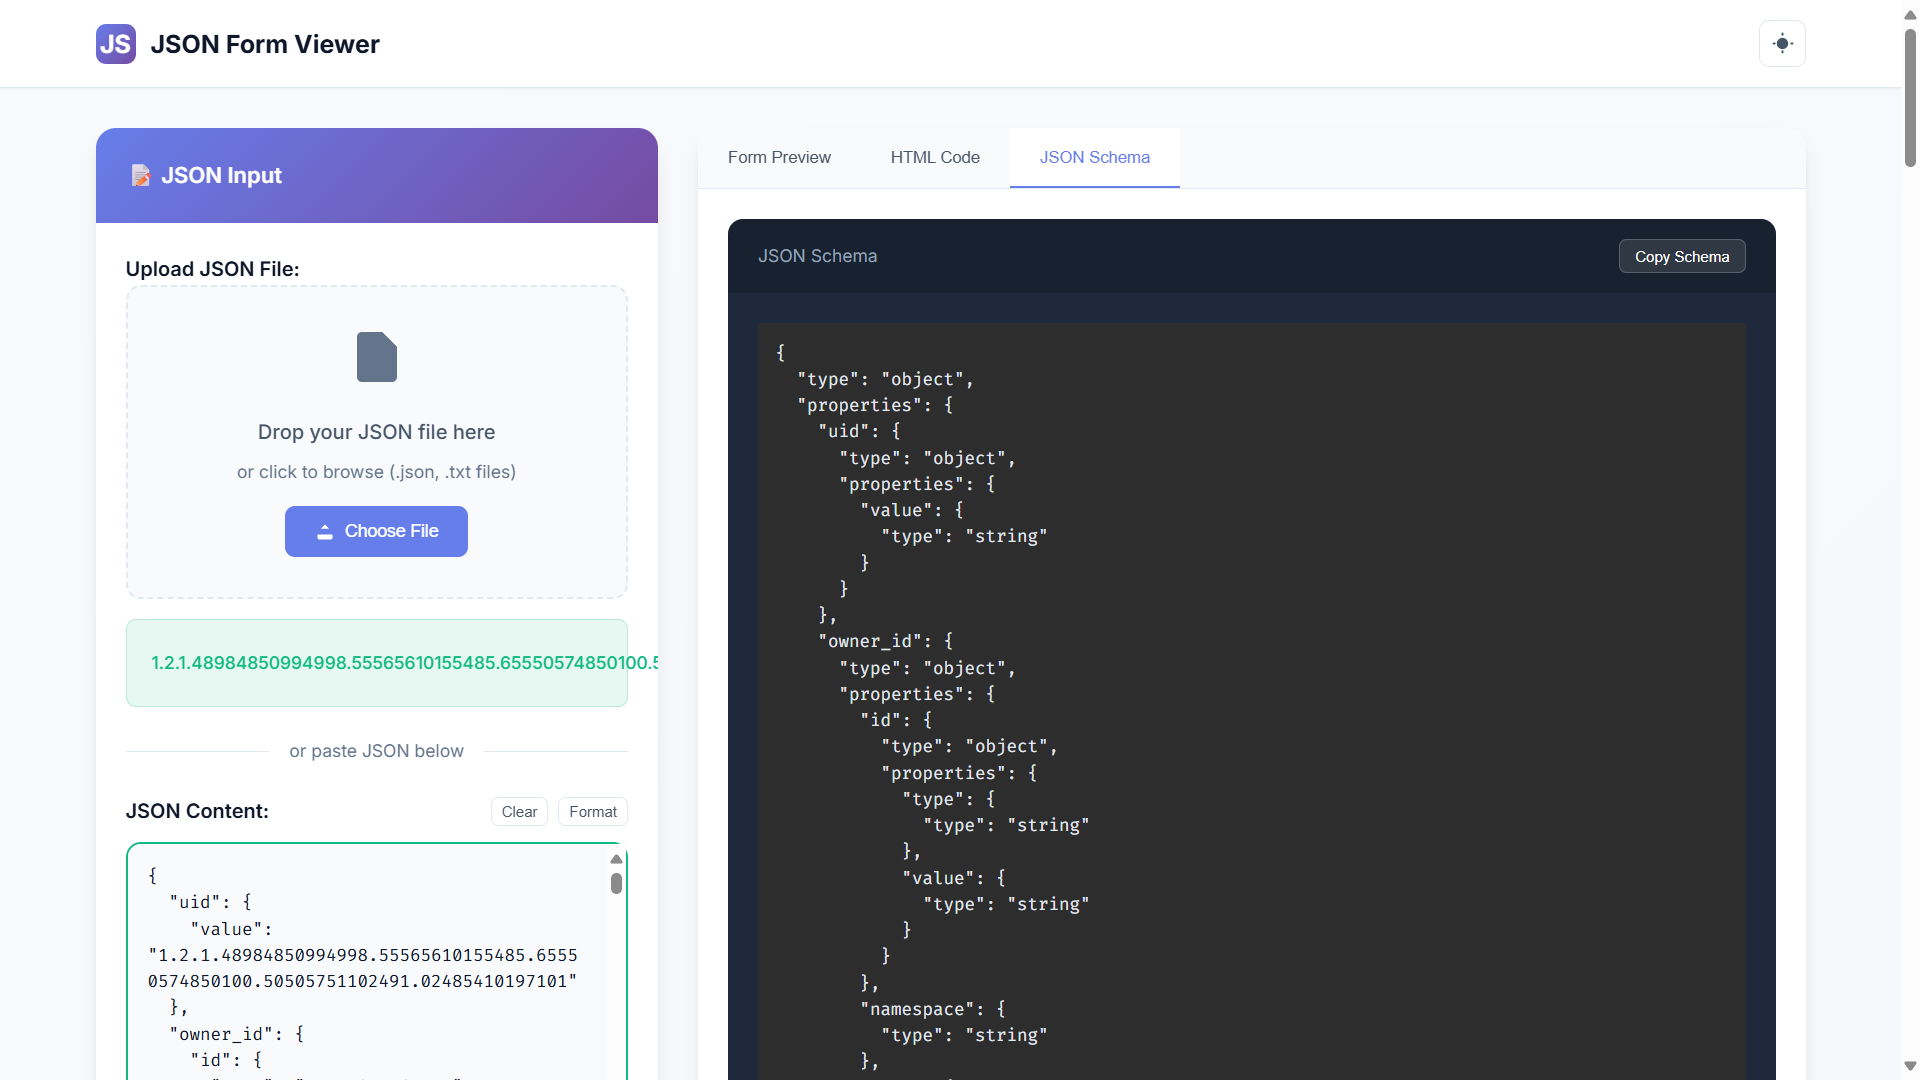 JS JSON Form Viewer
JSON Input
Upload JSON File:
Drop your JSON file here
or click to browse (.json, .txt files)
Choose File
1.2.1.48984850994998.55565610155485.65550574850100.5
or paste JSON below
JSON Content:
Clear
Format
{
"uid": {
"value":
"1.2.1.48984850994998.55565610155485.6555
0574850100.50505751102491.02485410197101"
},
"owner_id": {
"id": {
Form Preview
HTML Code
JSON Schema
JSON Schema
Copy Schema
{
"type": "object",
"properties": {
"uid": {
"type": "object",
"properties": {
"value": {
"type": "string"
}
}
},
"owner_id": {
"type": "object",
"properties": {
"id": {
"type": "object",
"properties": {
"type": {
"type": "string"
},
"value": {
"type": "string"
}
}
},
"namespace": {
"type": "string"
},